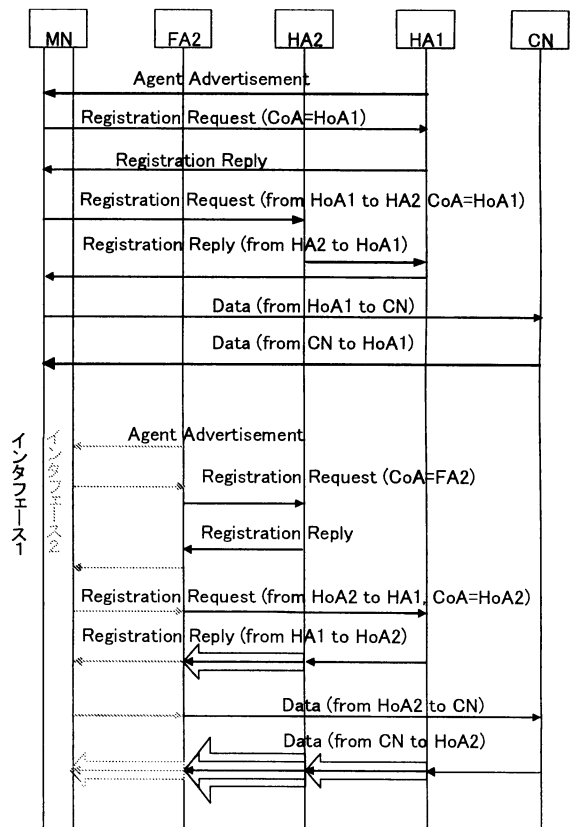 MN FA2 HA2 HA1 CN
Agent Advertisement
Registration Request (CoA=HoA1)
Registration Reply
Registration Request (from HoA1 to HA2 CoA=HoA1)
Registration Reply (from HA2 to HoA1)
Data (from HoA1 to CN)
Data (from CN to HoA1)
インタフェース1
インタフェース2
Agent Advertisement
Registration Request (CoA=FA2)
Registration Reply
Registration Request (from HoA2 to HA1, CoA=HoA2)
Registration Reply (from HA1 to HoA2)
Data (from HoA2 to CN)
Data (from CN to HoA2)